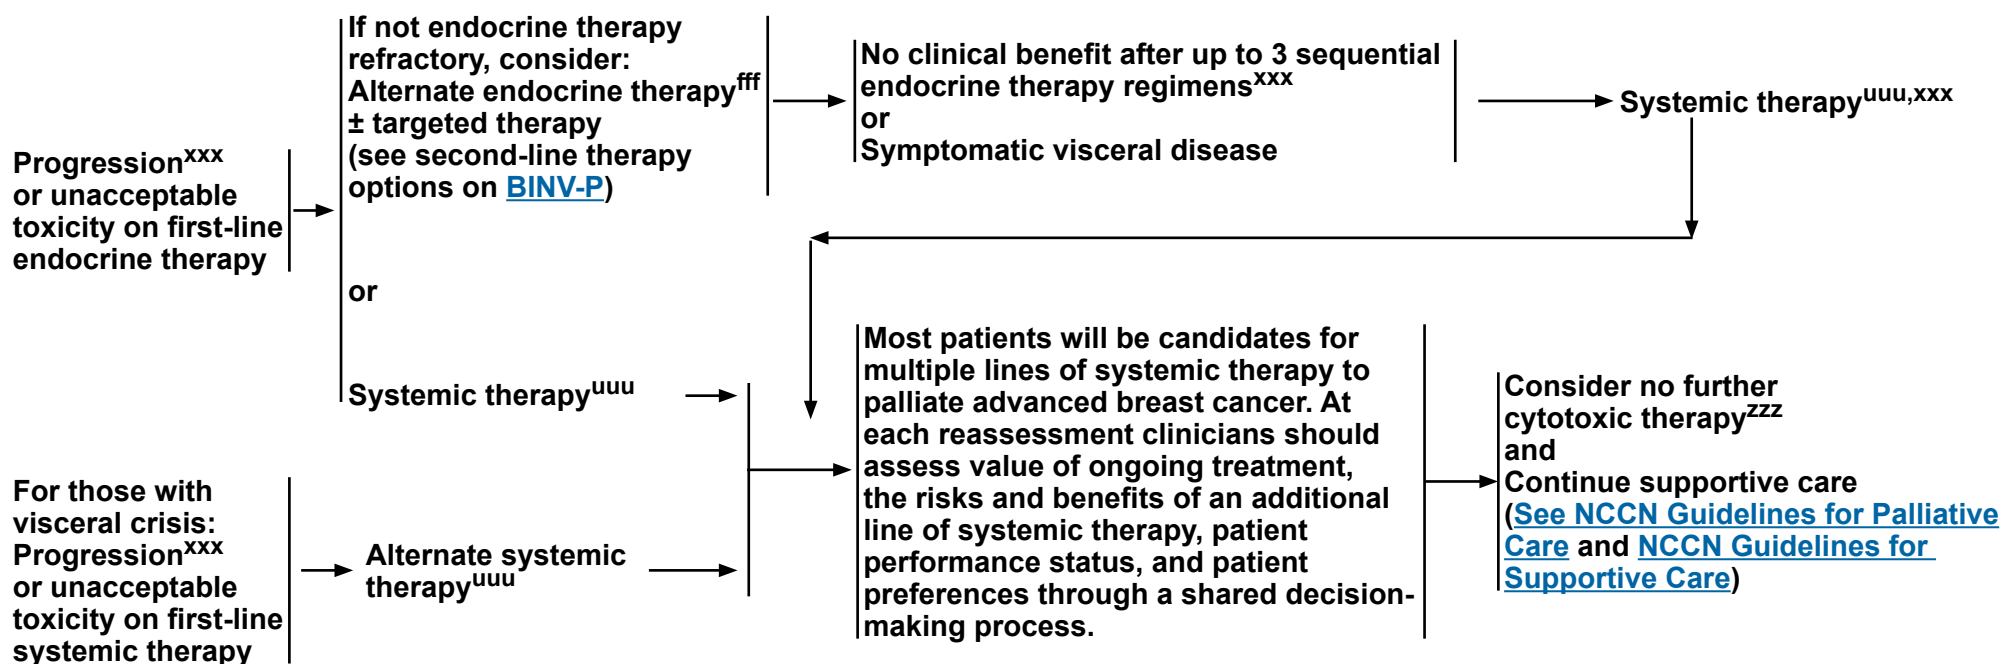 Progressionxxx
or unacceptable
toxicity on first-line
endocrine therapy
If not endocrine therapy
refractory, consider:
Alternate endocrine therapyfff
± targeted therapy
(see second-line therapy
options on BINV-P)
or
Systemic therapyuuu
No clinical benefit after up to 3 sequential
endocrine therapy regimensxxx
or
Symptomatic visceral disease
Systemic therapyuuu,xxx
For those with
visceral crisis:
Progressionxxx
or unacceptable
toxicity on first-line
systemic therapy
Alternate systemic
therapyuuu
Most patients will be candidates for
multiple lines of systemic therapy to
palliate advanced breast cancer. At
each reassessment clinicians should
assess value of ongoing treatment,
the risks and benefits of an additional
line of systemic therapy, patient
performance status, and patient
preferences through a shared decision-
making process.
Consider no further
cytotoxic therapyzzz
and
Continue supportive care
(See NCCN Guidelines for Palliative
Care and NCCN Guidelines for
Supportive Care)